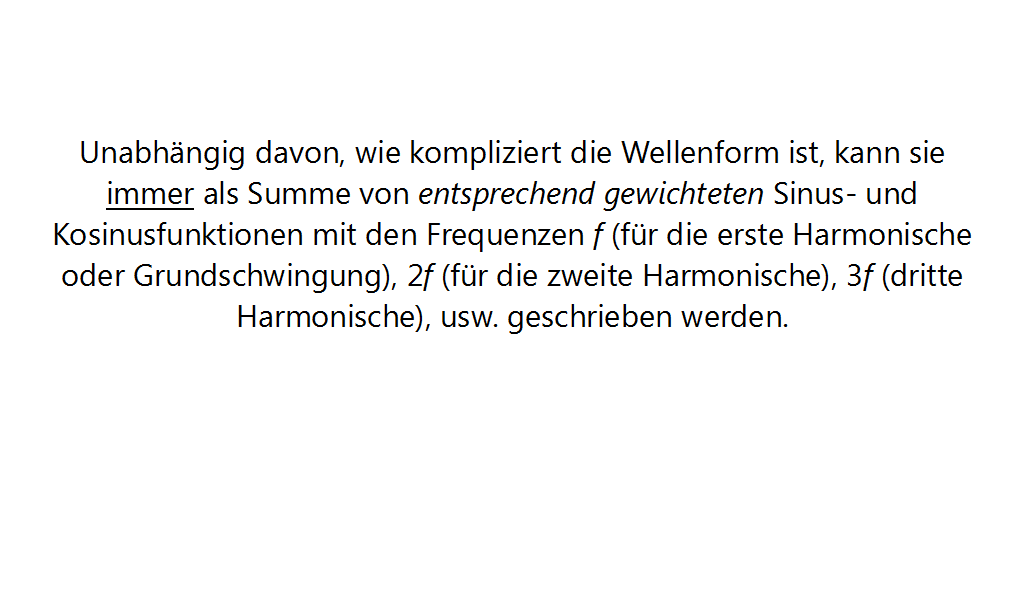 Unabhängig davon, wie kompliziert die Wellenform ist, kann sie
immer als Summe von entsprechend gewichteten Sinus- und
Kosinusfunktionen mit den Frequenzen f (für die erste Harmonische
oder Grundschwingung), 2f (für die zweite Harmonische), 3f (dritte
Harmonische), usw. geschrieben werden.